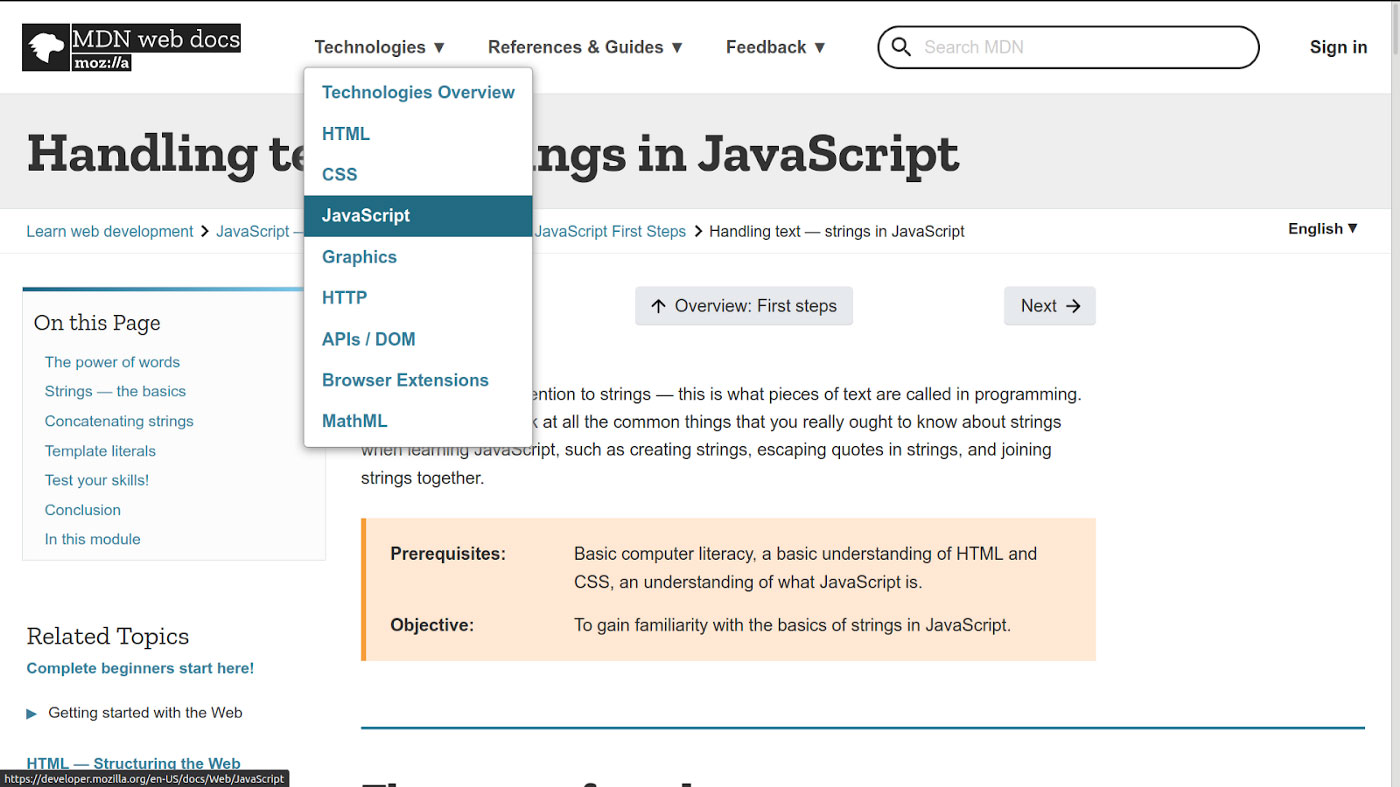 MDN web docs
moz://a
Technologies ▼
References & Guides ▼
Feedback ▼
Search MDN
Sign in
Technologies Overview
HTML
CSS
JavaScript
Graphics
HTTP
APIs / DOM
Browser Extensions
MathML
Handling ngs in JavaScript
Learn web development
JavaScript —
JavaScript First Steps
Handling text — strings in JavaScript
English ▼
On this Page
The power of words
Strings — the basics
Concatenating strings
Template literals
Test your skills!
Conclusion
In this module
Related Topics
Complete beginners start here!
▶ Getting started with the Web
HTML — Structuring the Web
↑ Overview: First steps
Next →
ention to strings — this is what pieces of text are called in programming.
k at all the common things that you really ought to know about strings
when learning JavaScript, such as creating strings, escaping quotes in strings, and joining
strings together.
Prerequisites:
Basic computer literacy, a basic understanding of HTML and
CSS, an understanding of what JavaScript is.
Objective:
To gain familiarity with the basics of strings in JavaScript.
https://developer.mozilla.org/en-US/docs/Web/JavaScript